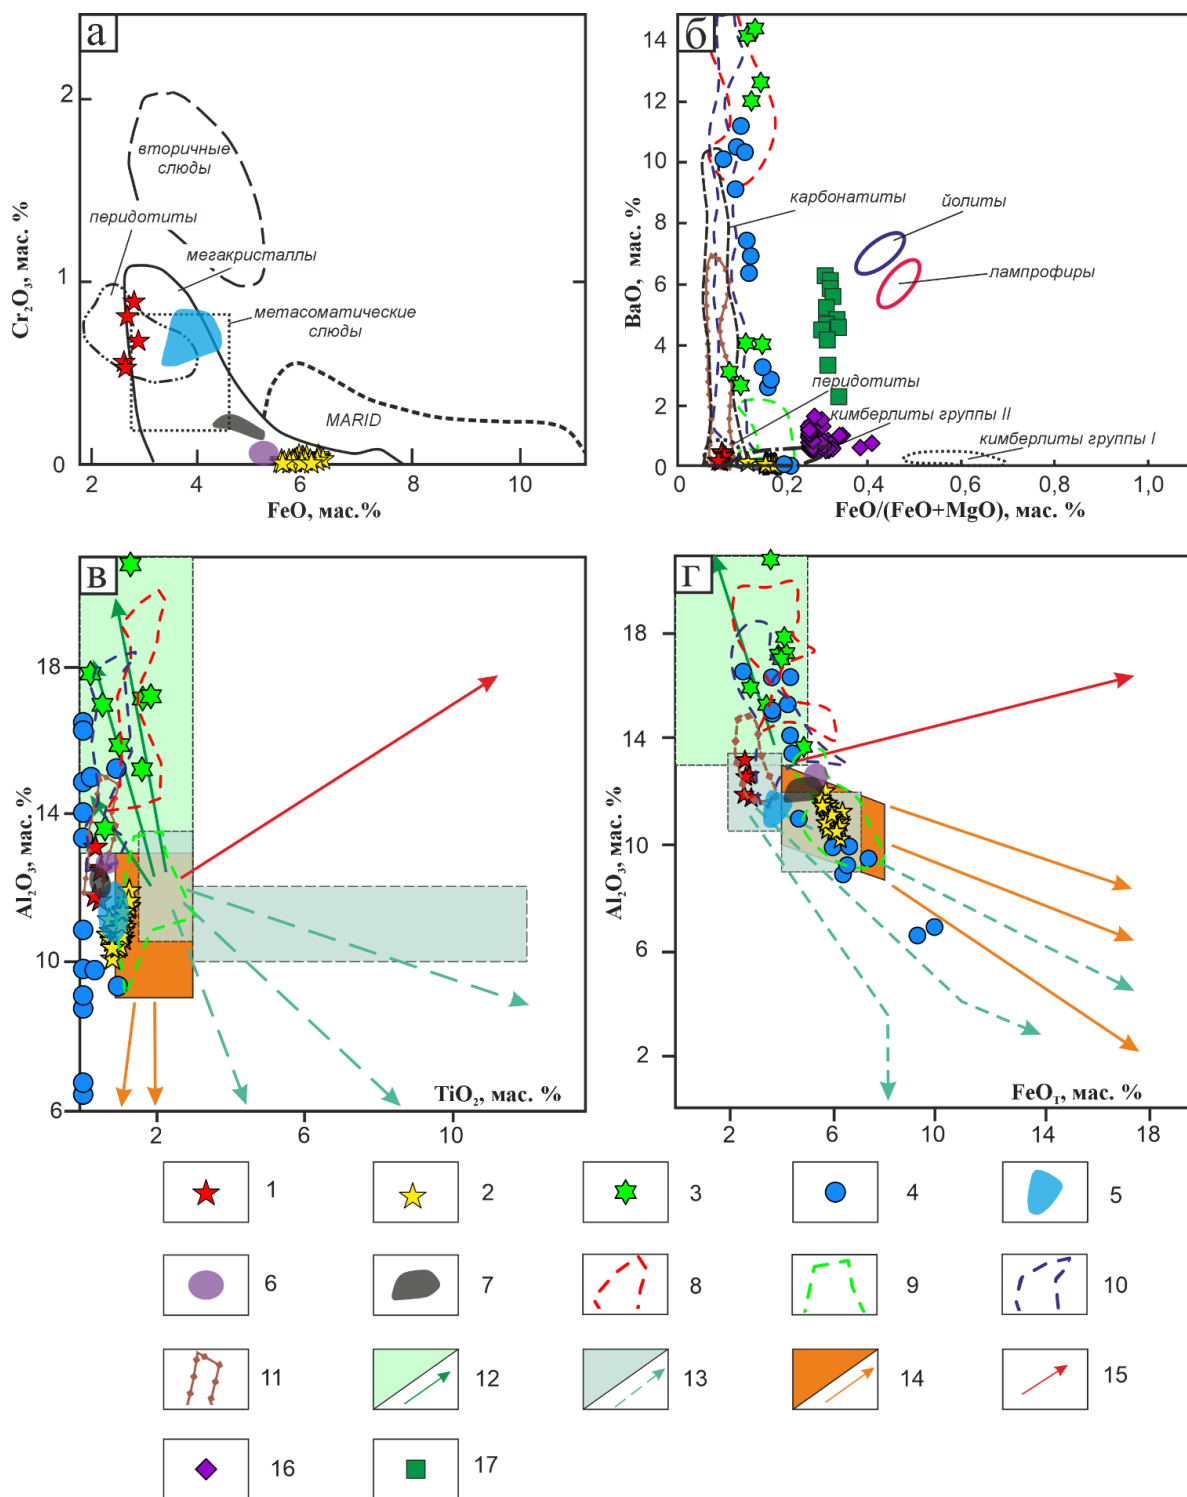 а
Cr₂O₃, мас. %
2
1
0
вторичные
слюды
перидотиты
мегакристаллы
метасоматические
слюды
MARID
2 4 6 8 10
FeO, мас.%
б
BaO, мас. %
14
12
10
8
6
4
2
0
карбонатиты
йолиты
лампрофиры
перидотиты
кимберлиты группы II
кимберлиты группы I
0 0,2 0,4 0,6 0,8 1,0
FeO/(FeO+MgO), мас. %
в
Al₂O₃, мас. %
18
14
10
6
TiO₂, мас. %
2 6 10
г
Al₂O₃, мас. %
18
14
10
6
2
FeOₜ, мас. %
2 6 10 14 18
1 2 3 4 5
6 7 8 9 10
11 12 13 14 15
16 17